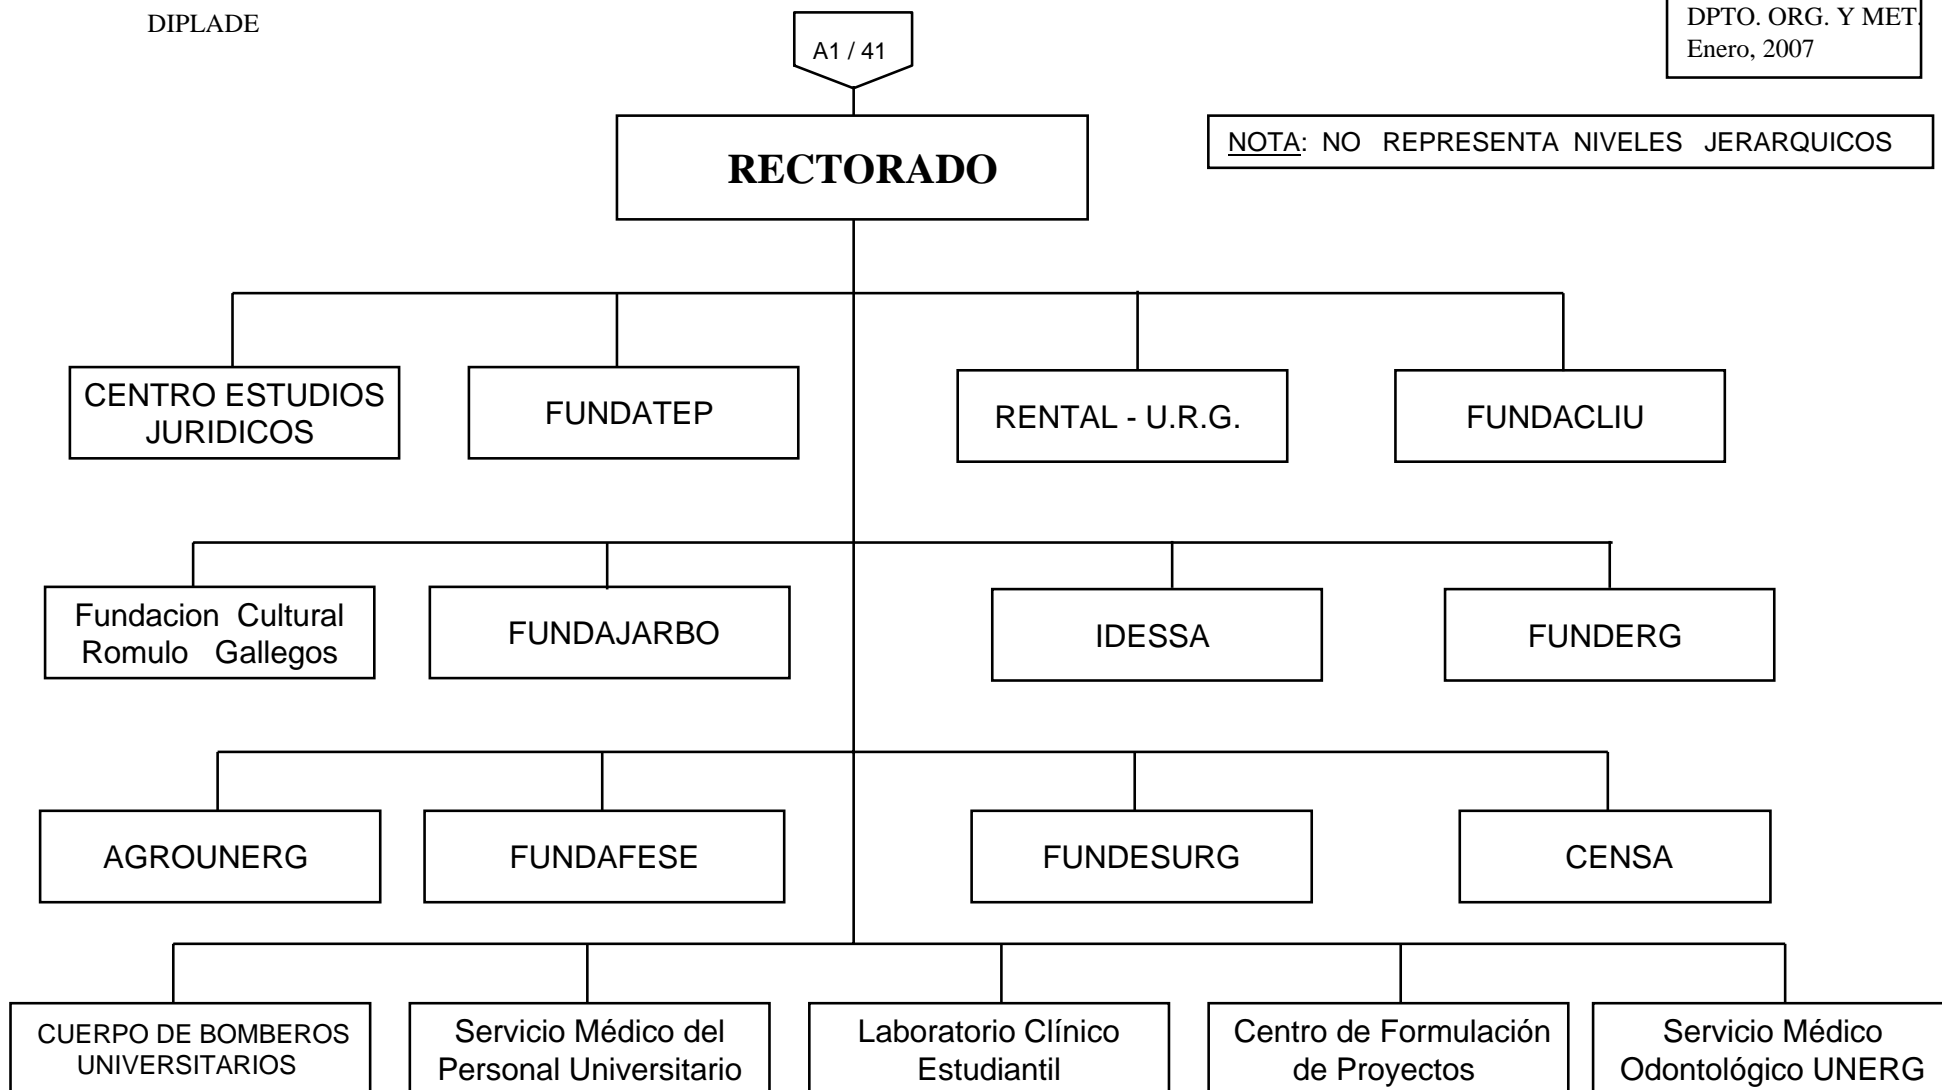 DIPLADE
DPTO. ORG. Y MET.
Enero, 2007
A1 / 41
RECTORADO
NOTA: NO REPRESENTA NIVELES JERARQUICOS
CENTRO ESTUDIOS
JURIDICOS
FUNDATEP
RENTAL - U.R.G.
FUNDACLIU
Fundacion Cultural
Romulo Gallegos
FUNDAJARBO
IDESSA
FUNDERG
AGROUNERG
FUNDAFESE
FUNDESURG
CENSA
CUERPO DE BOMBEROS
UNIVERSITARIOS
Servicio Médico del
Personal Universitario
Laboratorio Clínico
Estudiantil
Centro de Formulación
de Proyectos
Servicio Médico
Odontológico UNERG